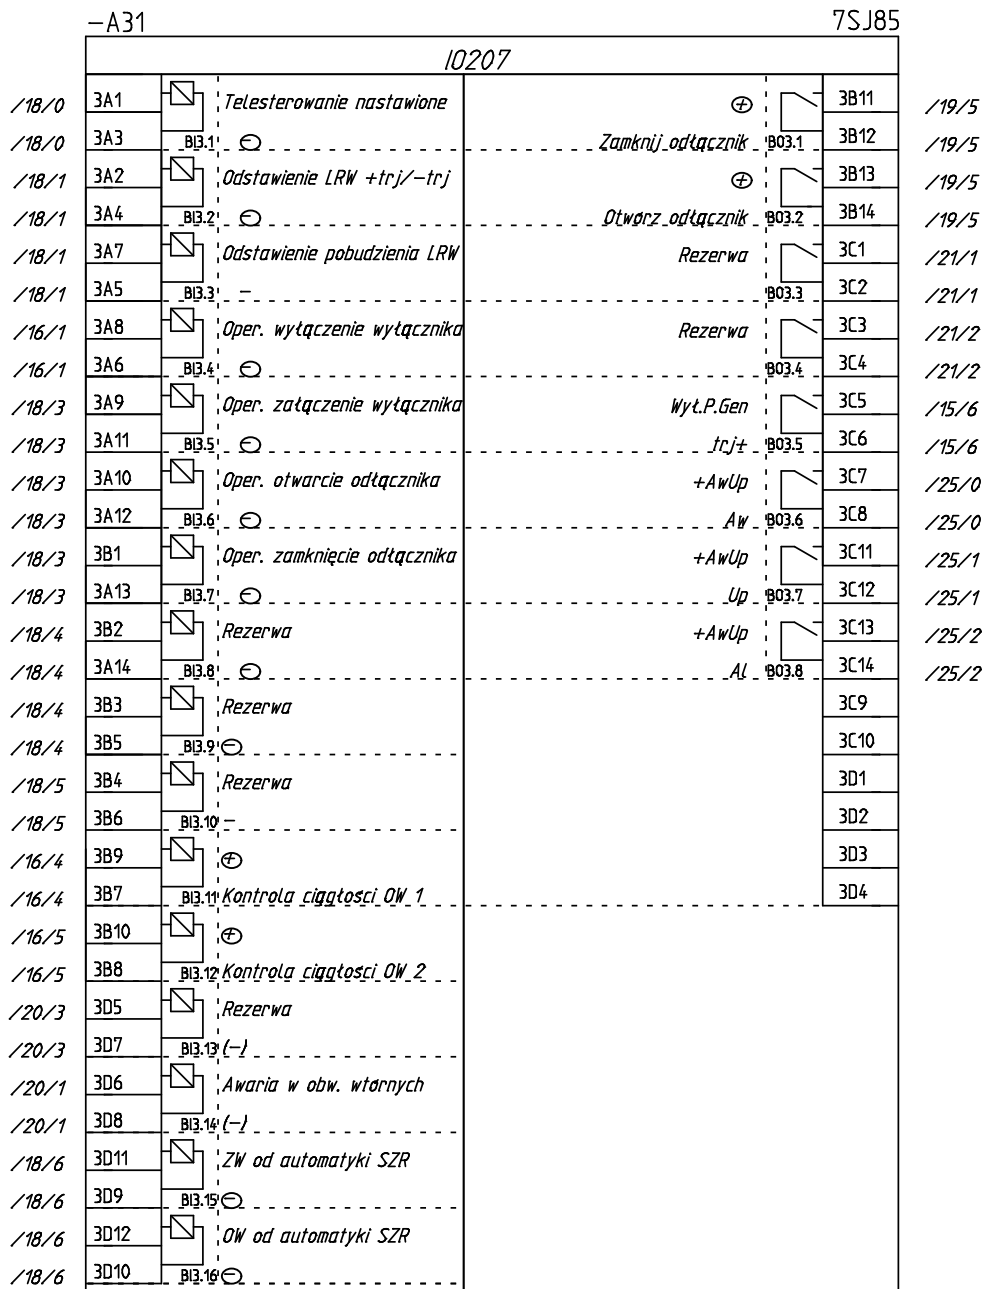 -A31 7SJ85
IO207
/18/0 3A1 Telesterowanie nastawione + 3B11 /19/5
/18/0 3A3 BI3.1 - Zamknij odłącznik BO3.1 3B12 /19/5
/18/1 3A2 Odstawienie LRW +trj/-trj + 3B13 /19/5
/18/1 3A4 BI3.2 - Otwórz odłącznik BO3.2 3B14 /19/5
/18/1 3A7 Odstawienie pobudzienia LRW Rezerwa 3C1 /21/1
/18/1 3A5 BI3.3 - BO3.3 3C2 /21/1
/16/1 3A8 Oper. wyłączenie wyłącznika Rezerwa 3C3 /21/2
/16/1 3A6 BI3.4 - BO3.4 3C4 /21/2
/18/3 3A9 Oper. załączenie wyłącznika Wył.P.Gen 3C5 /15/6
/18/3 3A11 BI3.5 - trj+ BO3.5 3C6 /15/6
/18/3 3A10 Oper. otwarcie odłącznika +AwUp 3C7 /25/0
/18/3 3A12 BI3.6 - Aw BO3.6 3C8 /25/0
/18/3 3B1 Oper. zamknięcie odłącznika +AwUp 3C11 /25/1
/18/3 3A13 BI3.7 - Up BO3.7 3C12 /25/1
/18/4 3B2 Rezerwa +AwUp 3C13 /25/2
/18/4 3A14 BI3.8 - Al BO3.8 3C14 /25/2
/18/4 3B3 Rezerwa 3C9
/18/4 3B5 BI3.9 - 3C10
/18/5 3B4 Rezerwa 3D1
/18/5 3B6 BI3.10 - 3D2
/16/4 3B9 + 3D3
/16/4 3B7 BI3.11 Kontrola ciągłości OW 1 3D4
/16/5 3B10 +
/16/5 3B8 BI3.12 Kontrola ciągłości OW 2
/20/3 3D5 Rezerwa
/20/3 3D7 BI3.13 (-)
/20/1 3D6 Awaria w obw. wtórnych
/20/1 3D8 BI3.14 (-)
/18/6 3D11 ZW od automatyki SZR
/18/6 3D9 BI3.15 -
/18/6 3D12 OW od automatyki SZR
/18/6 3D10 BI3.16 -